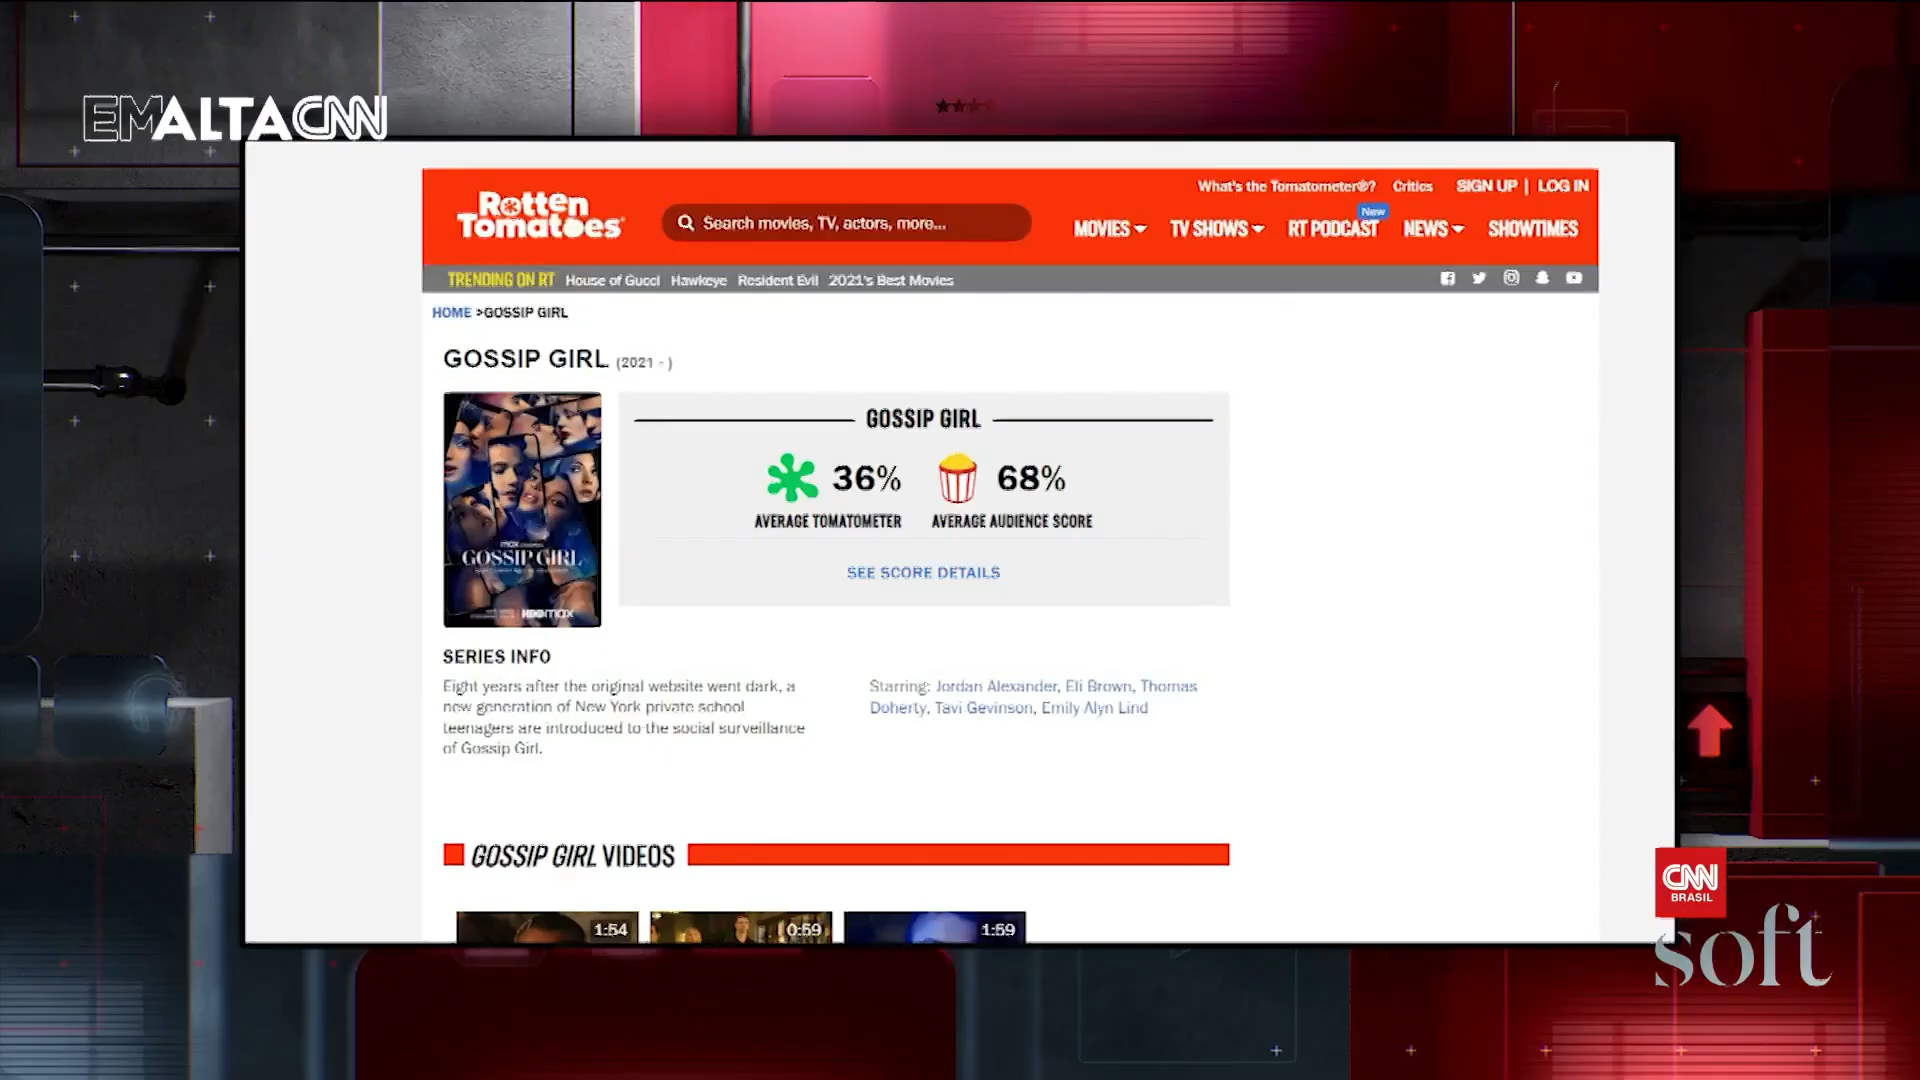 EMALTACNN
What's the Tomatometer®? Critics SIGN UP | LOG IN
Rotten
Tomatoes
Search movies, TV, actors, more...
New
MOVIES TV SHOWS RT PODCAST NEWS SHOWTIMES
TRENDING ON RT House of Gucci Hawkeye Resident Evil 2021's Best Movies
HOME >GOSSIP GIRL
GOSSIP GIRL (2021 - )
GOSSIP GIRL
36% 68%
AVERAGE TOMATOMETER AVERAGE AUDIENCE SCORE
SEE SCORE DETAILS
GOSSIP GIRL
HBOmax
SERIES INFO
Eight years after the original website went dark, a
new generation of New York private school
teenagers are introduced to the social surveillance
of Gossip Girl.
Starring: Jordan Alexander, Eli Brown, Thomas
Doherty, Tavi Gevinson, Emily Alyn Lind
GOSSIP GIRL VIDEOS
1:54 0:59 1:59
CNN
BRASIL
soft